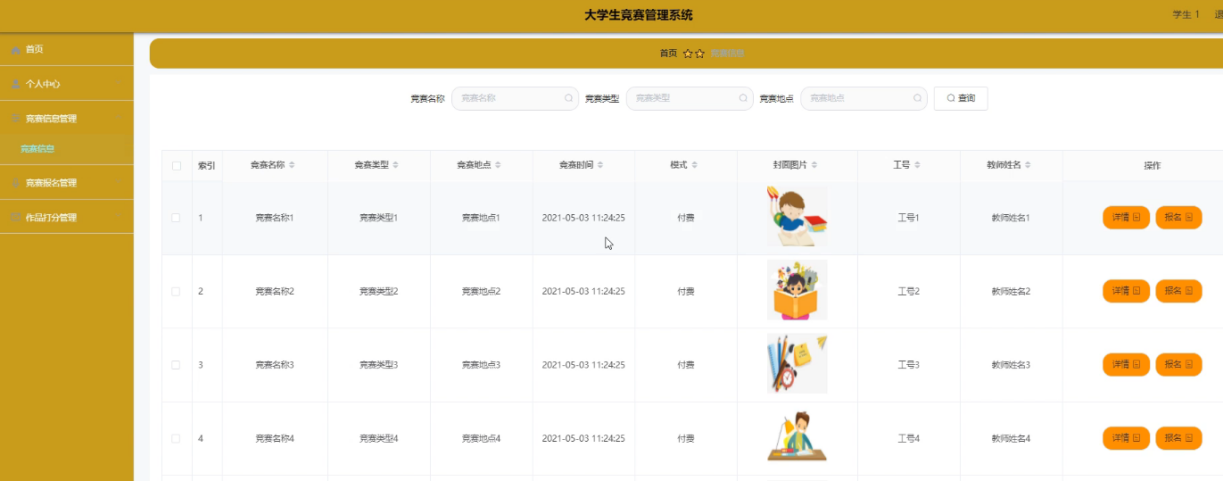 大学生竞赛管理系统
学生 1
首页
个人中心
竞赛信息管理
竞赛信息
竞赛报名管理
作品打分管理
首页 竞赛信息
竞赛名称 竞赛名称 竞赛类型 竞赛类型 竞赛地点 竞赛地点 查询
索引 竞赛名称 竞赛类型 竞赛地点 竞赛时间 模式 封面图片 工号 教师姓名 操作
1 竞赛名称1 竞赛类型1 竞赛地点1 2021-05-03 11:24:25 付费 工号1 教师姓名1 详情 报名
2 竞赛名称2 竞赛类型2 竞赛地点2 2021-05-03 11:24:25 付费 工号2 教师姓名2 详情 报名
3 竞赛名称3 竞赛类型3 竞赛地点3 2021-05-03 11:24:25 付费 工号3 教师姓名3 详情 报名
4 竞赛名称4 竞赛类型4 竞赛地点4 2021-05-03 11:24:25 付费 工号4 教师姓名4 详情 报名